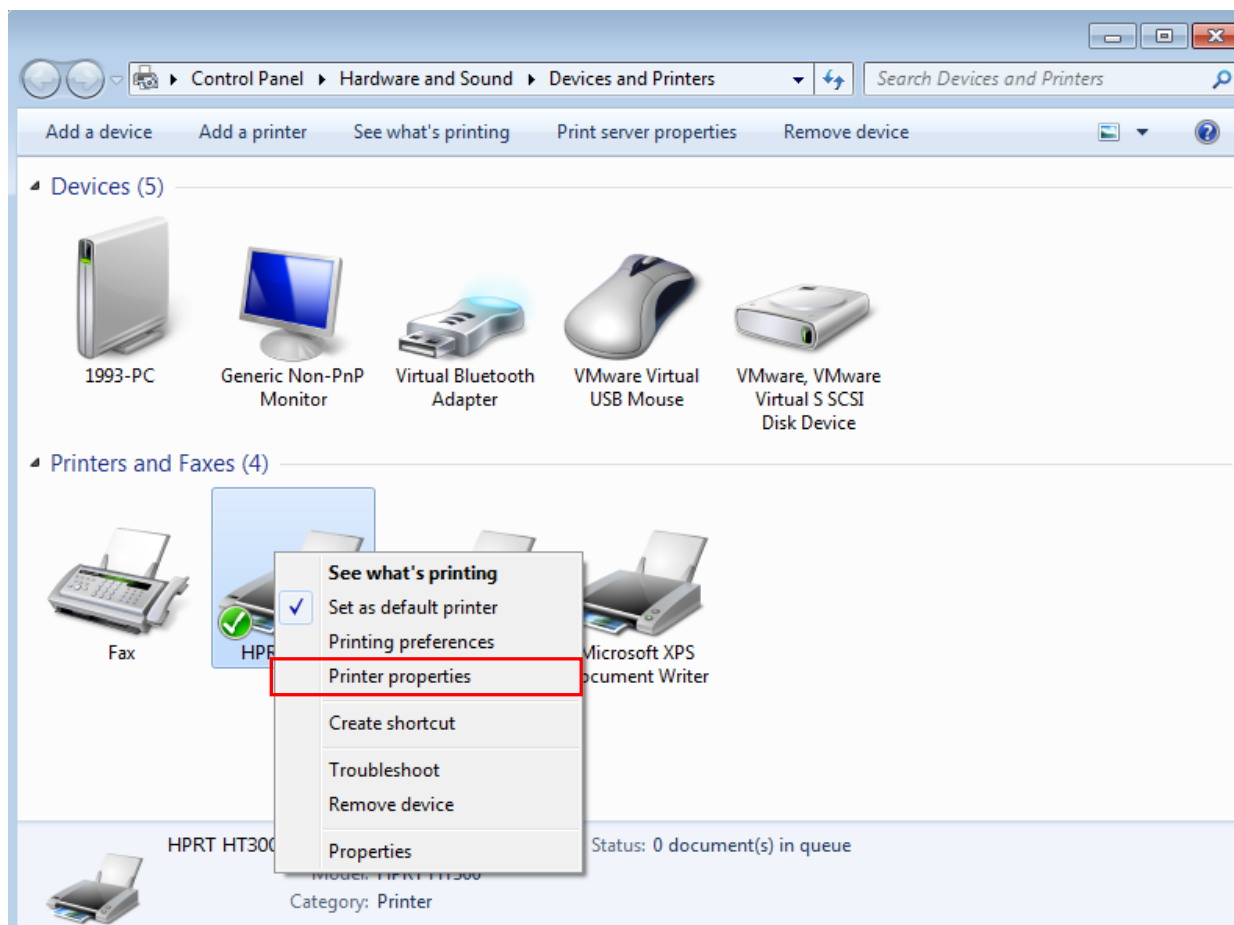 Control Panel Hardware and Sound Devices and Printers Search Devices and Printers
Add a device Add a printer See what's printing Print server properties Remove device
Devices (5)
1993-PC
Generic Non-PnP
Monitor
Virtual Bluetooth
Adapter
VMware Virtual
USB Mouse
VMware, VMware
Virtual S SCSI
Disk Device
Printers and Faxes (4)
Fax
Microsoft XPS
Document Writer
See what's printing
Set as default printer
Printing preferences
Printer properties
Create shortcut
Troubleshoot
Remove device
Properties
HPRT HT300
Status: 0 document(s) in queue
Model: HPRT HT300
Category: Printer